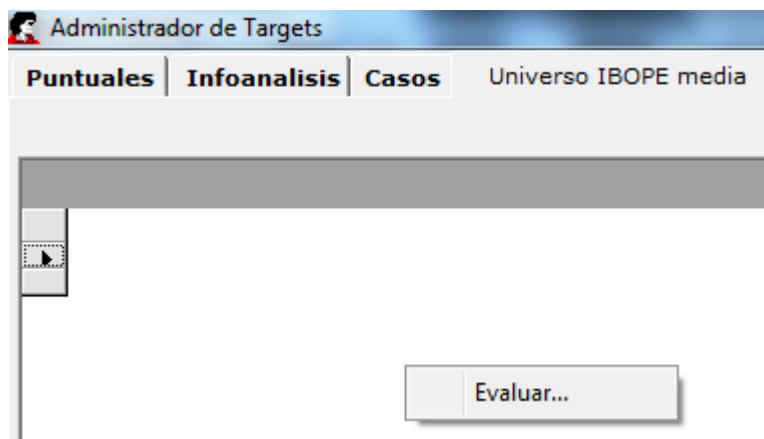 Administrador de Targets
Puntuales Infoanalisis Casos Universo IBOPE media
Evaluar...